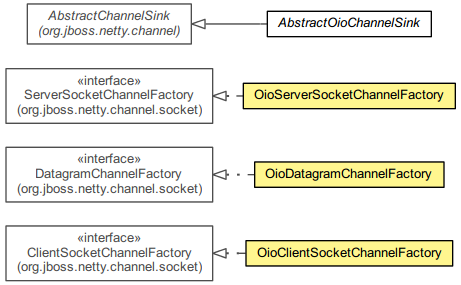 AbstractChannelSink
(org.jboss.netty.channel)
AbstractOioChannelSink
«interface»
ServerSocketChannelFactory
(org.jboss.netty.channel.socket)
OioServerSocketChannelFactory
«interface»
DatagramChannelFactory
(org.jboss.netty.channel.socket)
OioDatagramChannelFactory
«interface»
ClientSocketChannelFactory
(org.jboss.netty.channel.socket)
OioClientSocketChannelFactory